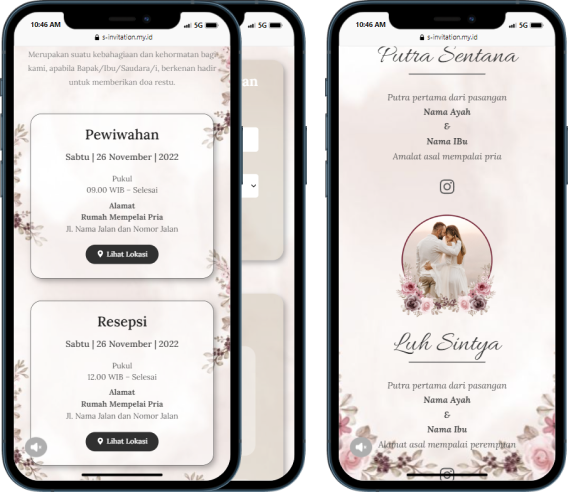 10:46 AM
5G
s-invitation.my.id
Merupakan suatu kebahagiaan dan kehormatan bagi
kami, apabila Bapak/Ibu/Saudara/i, berkenan hadir
untuk memberikan doa restu.
Pewiwahan
Sabtu | 26 November | 2022
Pukul
09.00 WIB – Selesai
Alamat
Rumah Mempelai Pria
Jl. Nama Jalan dan Nomor Jalan
Lihat Lokasi
Resepsi
Sabtu | 26 November | 2022
Pukul
12.00 WIB – Selesai
Alamat
Rumah Mempelai Pria
Jl. Nama Jalan dan Nomor Jalan
Lihat Lokasi
5G
an
10:46 AM
5G
s-invitation.my.id
Putra Sentana
Putra pertama dari pasangan
Nama Ayah
&
Nama IBu
Amalat asal mempalai pria
Luh Sintya
Putra pertama dari pasangan
Nama Ayah
&
Nama Ibu
Alamat asal mempalai perempuan